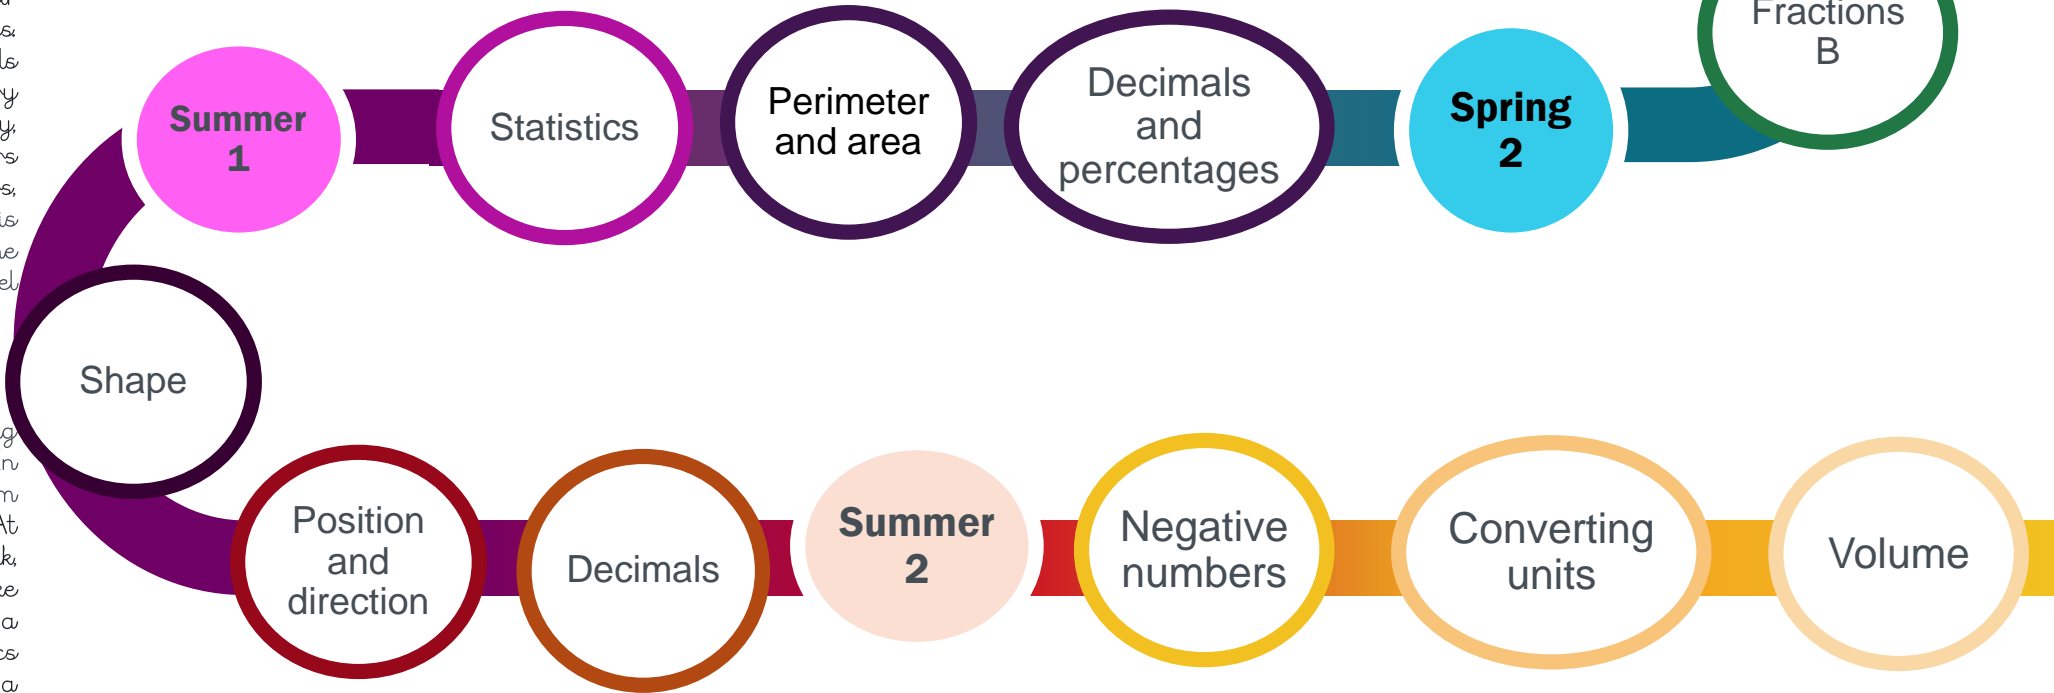 Fractions
B
Spring
2
Decimals
and
percentages
Perimeter
and area
Statistics
Summer
1
Shape
Position
and
direction
Decimals
Summer
2
Negative
numbers
Converting
units
Volume